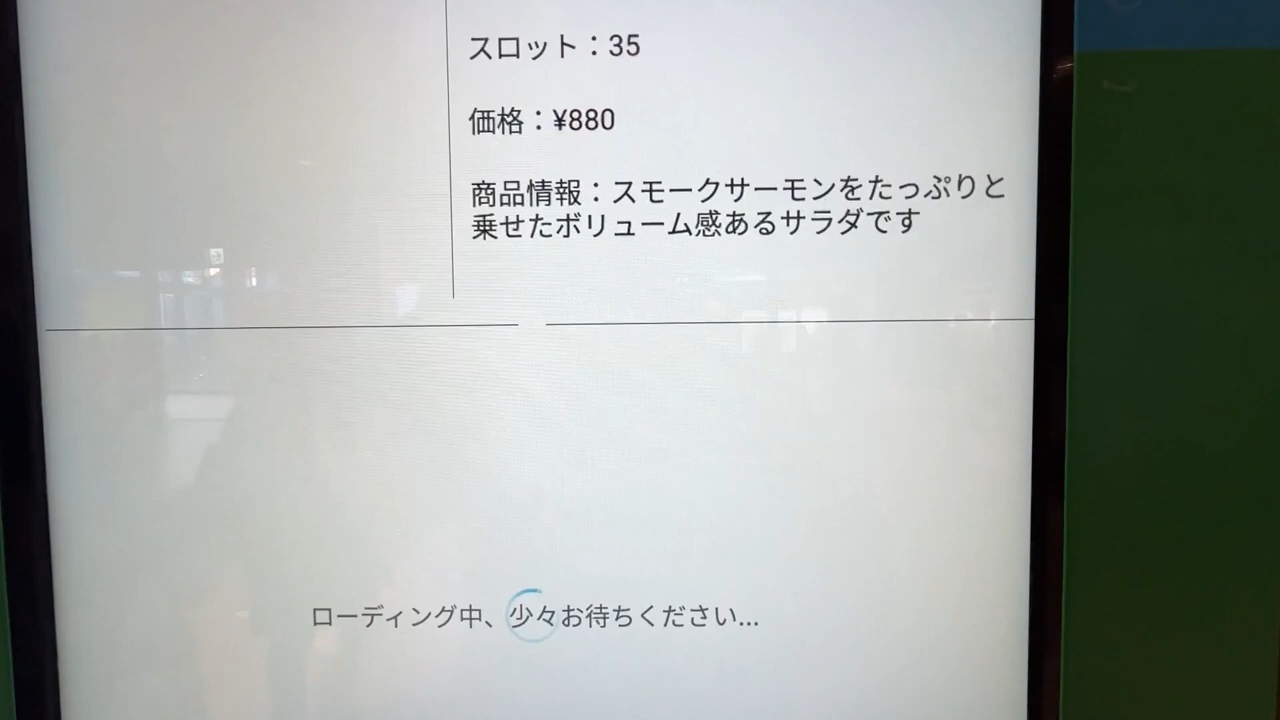 スロット：35
価格：¥880
商品情報：スモークサーモンをたっぷりと
乗せたボリューム感あるサラダです
ローディング中、少々お待ちください...